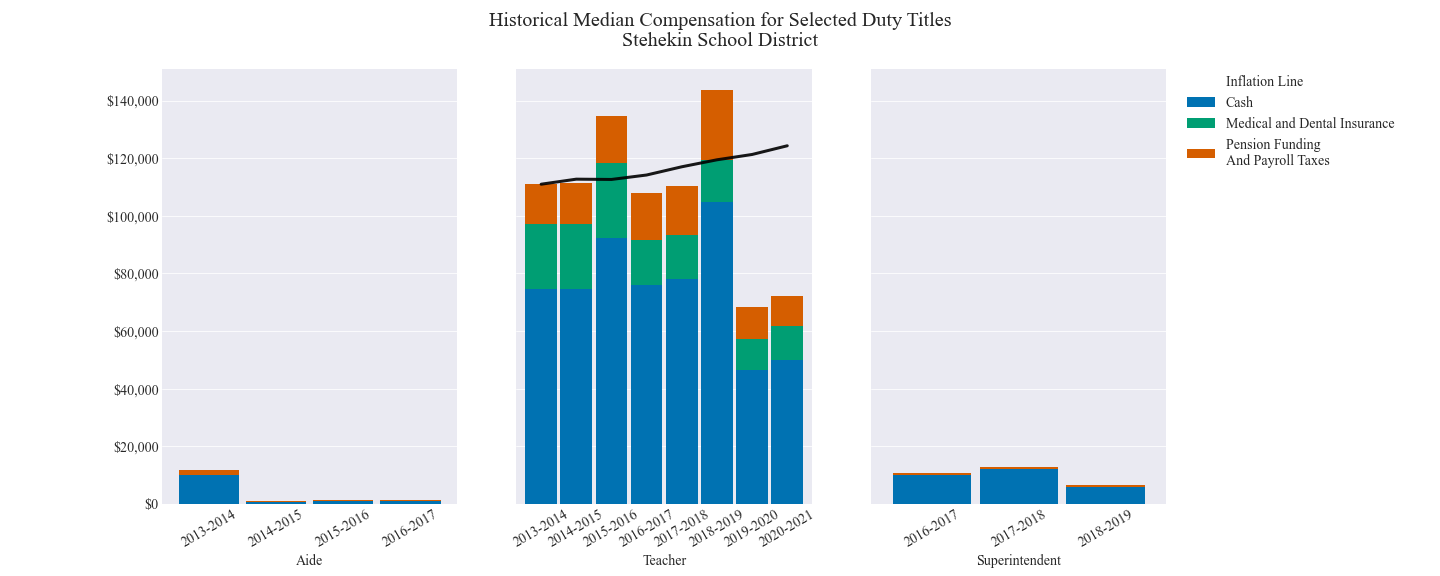 Historical Median Compensation for Selected Duty Titles
Stehekin School District
$140,000
$120,000
$100,000
$80,000
$60,000
$40,000
$20,000
$0
2013-2014
2014-2015
2015-2016
2016-2017
Aide
2013-2014
2014-2015
2015-2016
2016-2017
2017-2018
2018-2019
2019-2020
2020-2021
Teacher
2016-2017
2017-2018
2018-2019
Superintendent
Inflation Line
Cash
Medical and Dental Insurance
Pension Funding
And Payroll Taxes